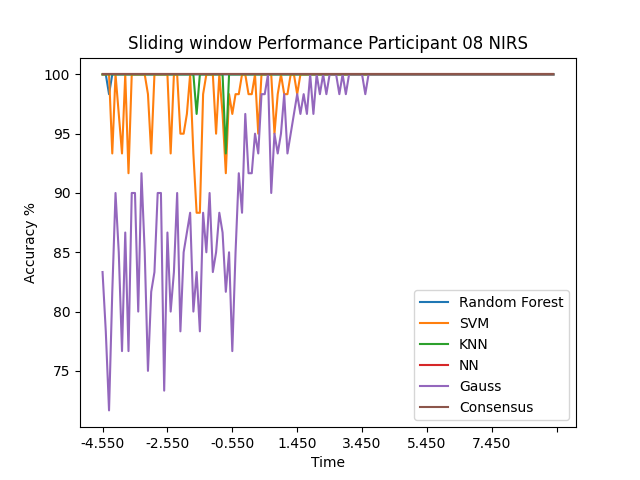 Sliding window Performance Participant 08 NIRS
Accuracy %
100
95
90
85
80
75
Random Forest
SVM
KNN
NN
Gauss
Consensus
-4.550 -2.550 -0.550 1.450 3.450 5.450 7.450
Time